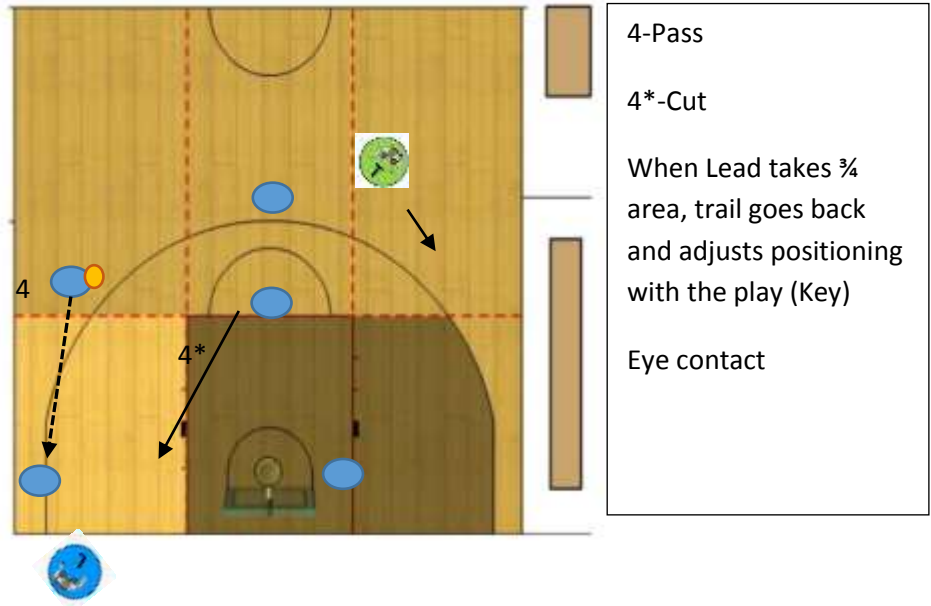 4-Pass
4*-Cut
When Lead takes ¾
area, trail goes back
and adjusts positioning
with the play (Key)
Eye contact
4
4*